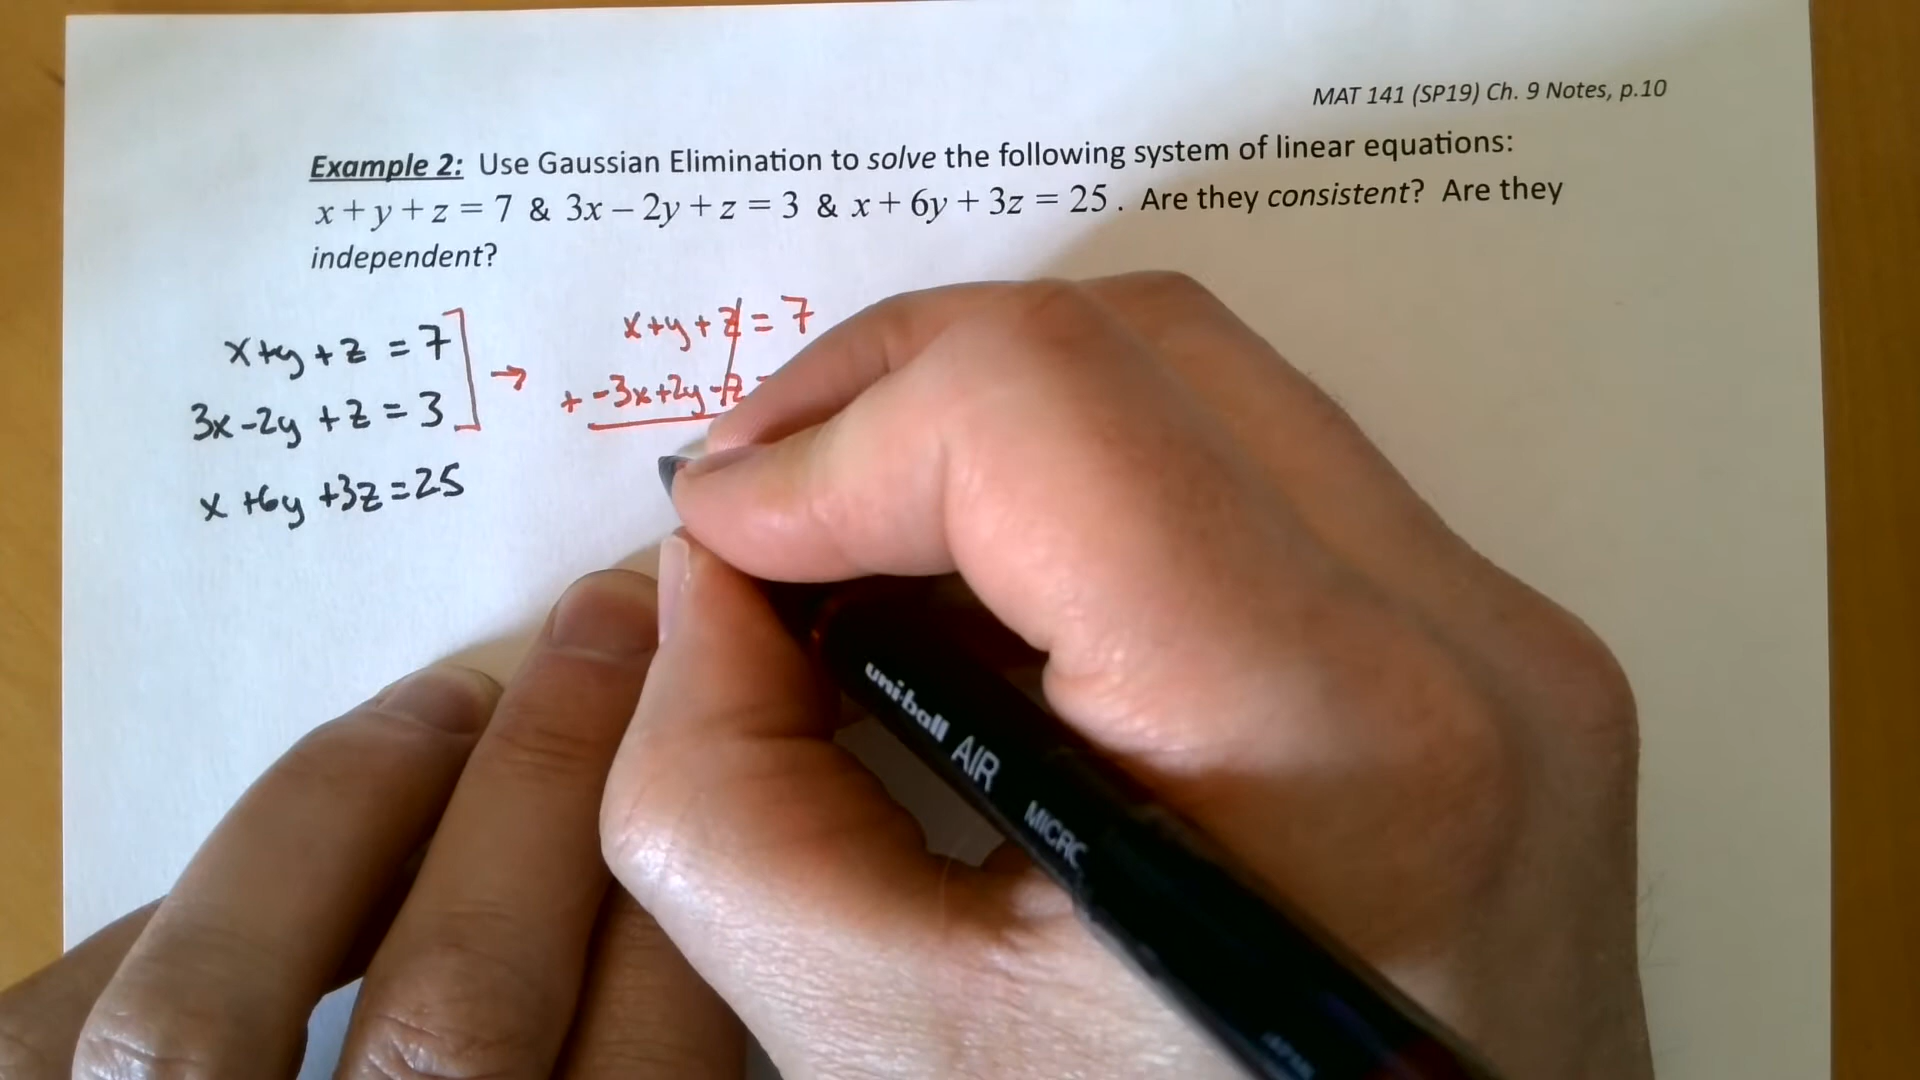 MAT 141 (SP19) Ch. 9 Notes, p.10
Example 2: Use Gaussian Elimination to solve the following system of linear equations:
x + y + z = 7 & 3x – 2y + z = 3 & x + 6y + 3z = 25 . Are they consistent? Are they
independent?
x+y+z = 7
3x-2y+z = 3
x+6y+3z=25
→
x+y+z = 7
+ -3x+2y-z
uni-ball AIR MICRO